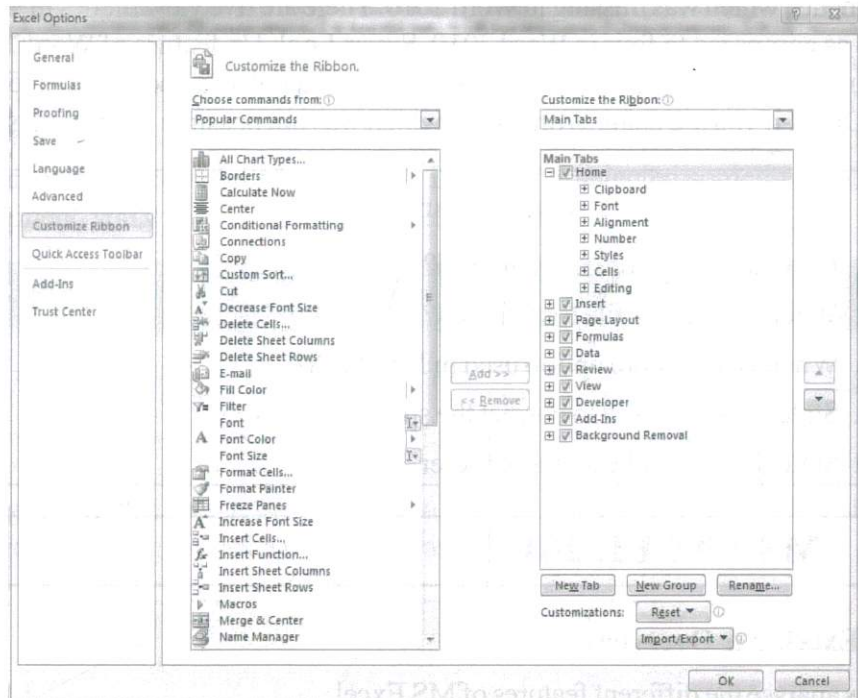 Excel Options
General
Formulas
Proofing
Save
Language
Advanced
Customize Ribbon
Quick Access Toolbar
Add-Ins
Trust Center
Customize the Ribbon.
Choose commands from:
Popular Commands
All Chart Types...
Borders
Calculate Now
Center
Conditional Formatting
Connections
Copy
Custom Sort...
Cut
Decrease Font Size
Delete Cells...
Delete Sheet Columns
Delete Sheet Rows
E-mail
Fill Color
Filter
Font
Font Color
Font Size
Format Cells...
Format Painter
Freeze Panes
Increase Font Size
Insert Cells...
Insert Function...
Insert Sheet Columns
Insert Sheet Rows
Macros
Merge & Center
Name Manager
Add >>
<< Remove
Customize the Ribbon:
Main Tabs
Main Tabs
Home
Clipboard
Font
Alignment
Number
Styles
Cells
Editing
Insert
Page Layout
Formulas
Data
Review
View
Developer
Add-Ins
Background Removal
New Tab
New Group
Rename...
Customizations:
Reset
Import/Export
OK
Cancel